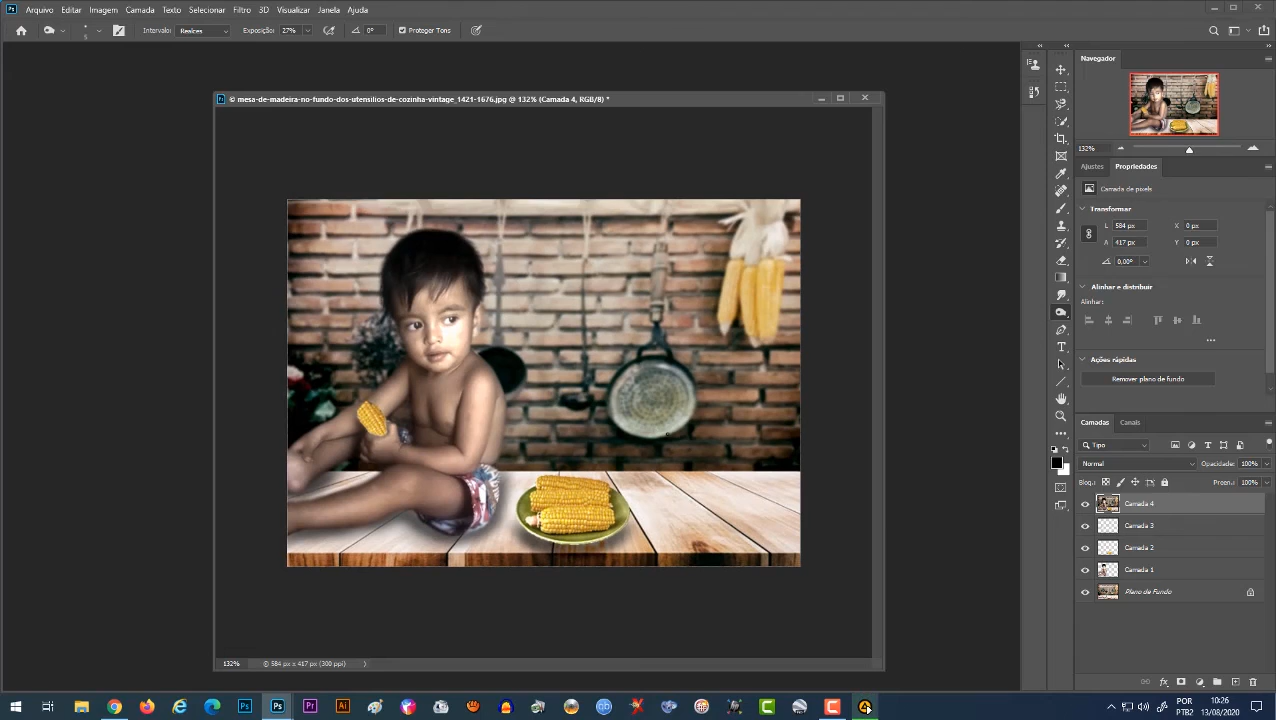 Arquivo Editar Imagem Camada Texto Selecionar Filtro 3D Visualizar Janela Ajuda
Intervalo: Realces Exposição: 27% 0° Proteger Tons
© mesa-de-madeira-no-fundo-dos-utensilios-de-cozinha-vintage_1421-1676.jpg @ 132% (Camada 4, RGB/8) *
Navegador
132%
Ajustes Propriedades
Camada de pixels
Transformar
L 584 px X 0 px
A 417 px Y 0 px
0,00°
Alinhar e distribuir
Alinhar:
Ações rápidas
Remover plano de fundo
Camadas Canais
Tipo
Normal Opacidade: 100%
Bloq.: Preen.: 100%
Camada 4
Camada 3
Camada 2
Camada 1
Plano de Fundo
132% © 584 px x 417 px (300 ppi)
POR 10:26
PTB2 13/08/2020